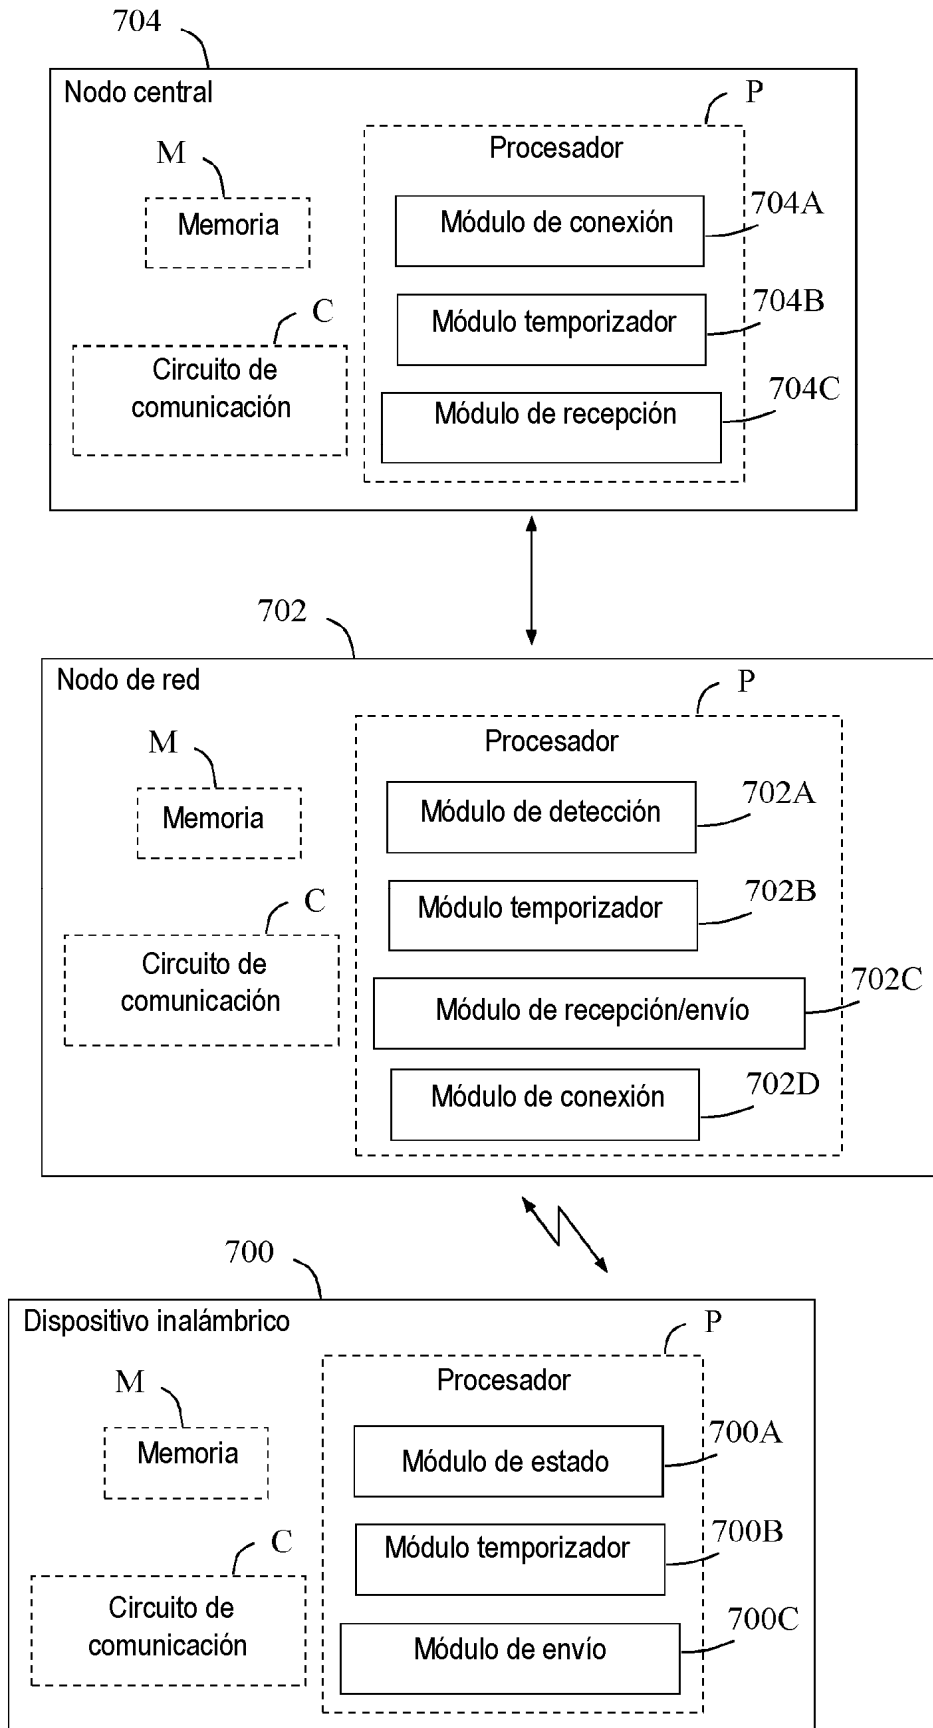 704
Nodo central
P
Procesador
M
Memoria
Módulo de conexión
704A
Módulo temporizador
704B
C
Circuito de
comunicación
Módulo de recepción
704C
702
Nodo de red
P
Procesador
M
Memoria
Módulo de detección
702A
Módulo temporizador
702B
C
Circuito de
comunicación
Módulo de recepción/envío
702C
Módulo de conexión
702D
700
Dispositivo inalámbrico
P
Procesador
M
Memoria
Módulo de estado
700A
Módulo temporizador
700B
C
Circuito de
comunicación
Módulo de envío
700C